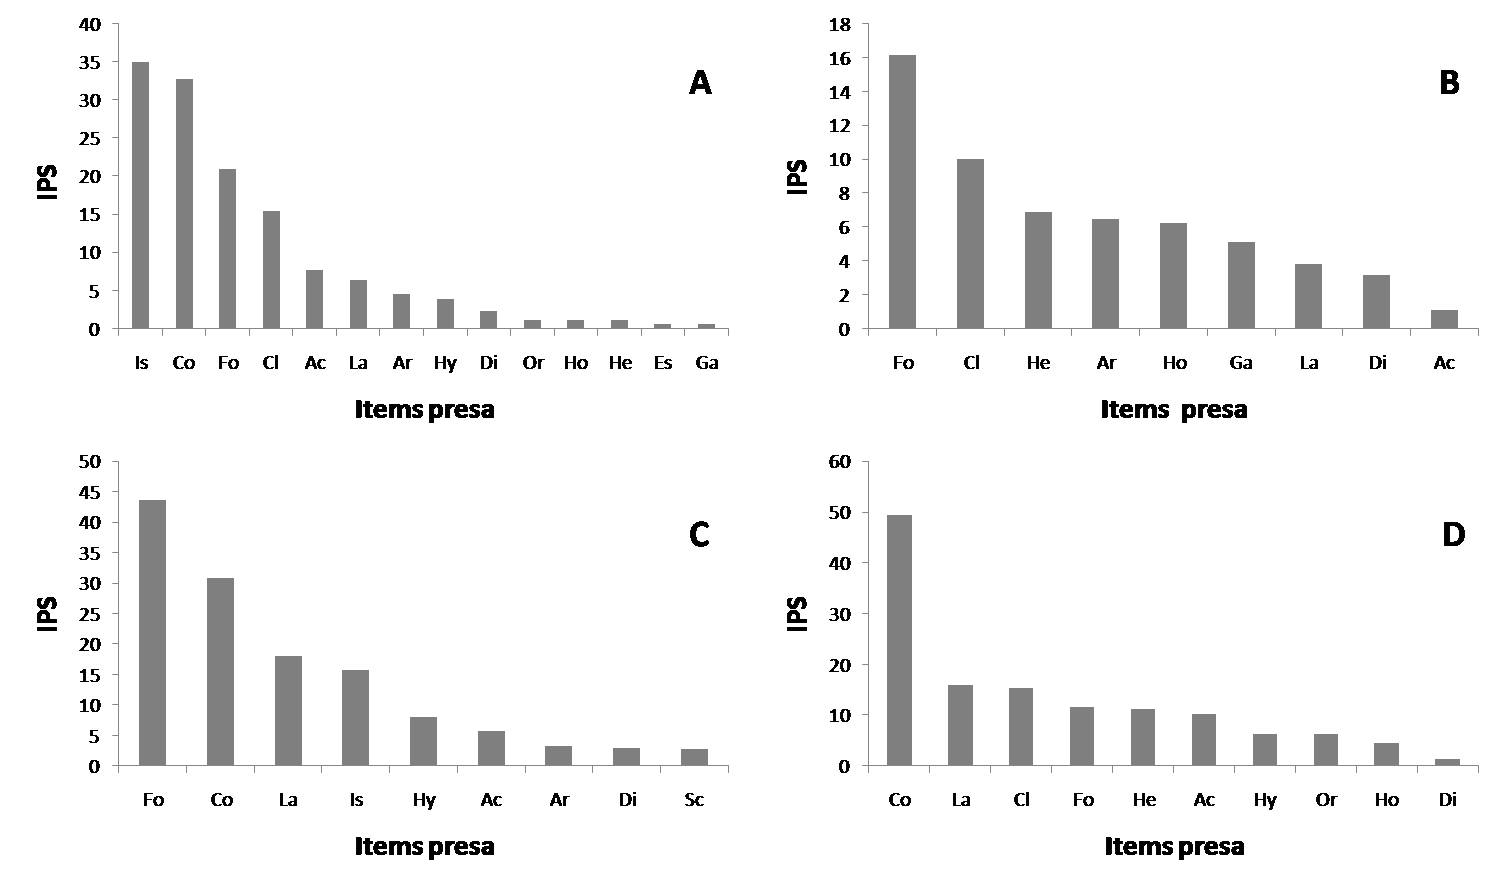 40
35
30
25
20
15
10
5
0
IPS
A
Is Co Fo Cl Ac La Ar Hy Di Or Ho He Es Ga
Items presa
18
16
14
12
10
8
6
4
2
0
IPS
B
Fo Cl He Ar Ho Ga La Di Ac
Items presa
50
45
40
35
30
25
20
15
10
5
0
IPS
C
Fo Co La Is Hy Ac Ar Di Sc
Items presa
60
50
40
30
20
10
0
IPS
D
Co La Cl Fo He Ac Hy Or Ho Di
Items presa